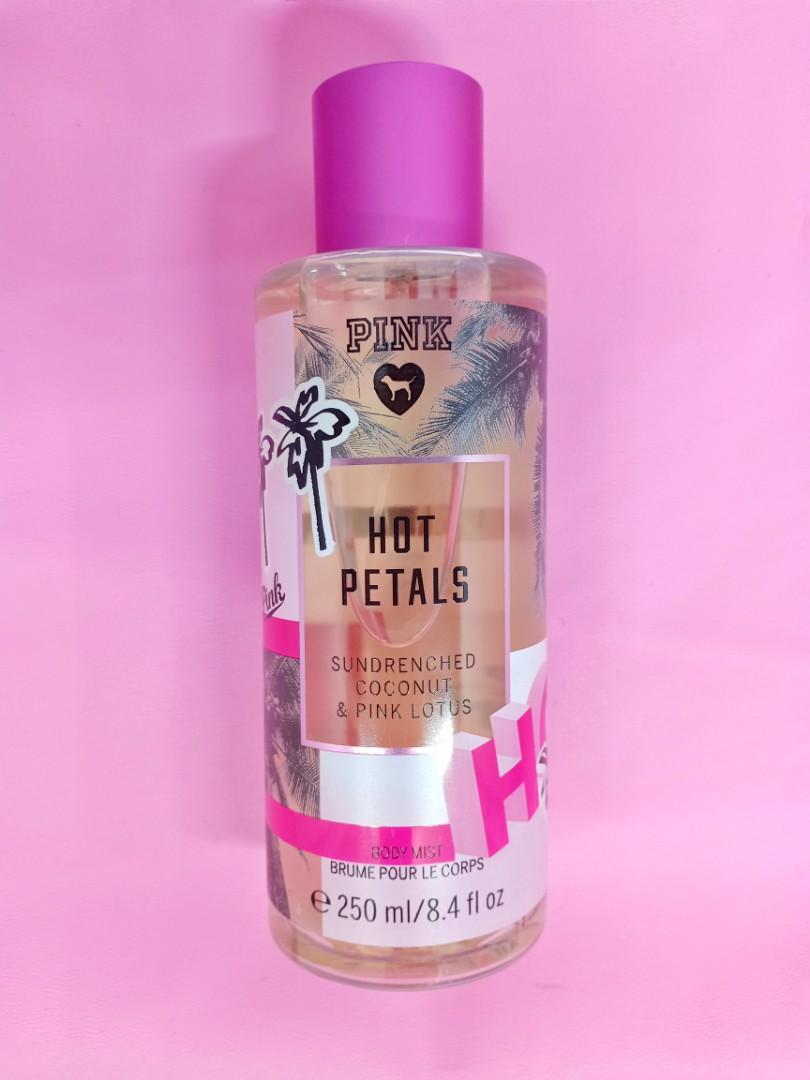 PINK
HOT
PETALS
Pink
SUNDRENCHED
COCONUT
& PINK LOTUS
BODY MIST
BRUME POUR LE CORPS
℮ 250 ml/8.4 fl oz